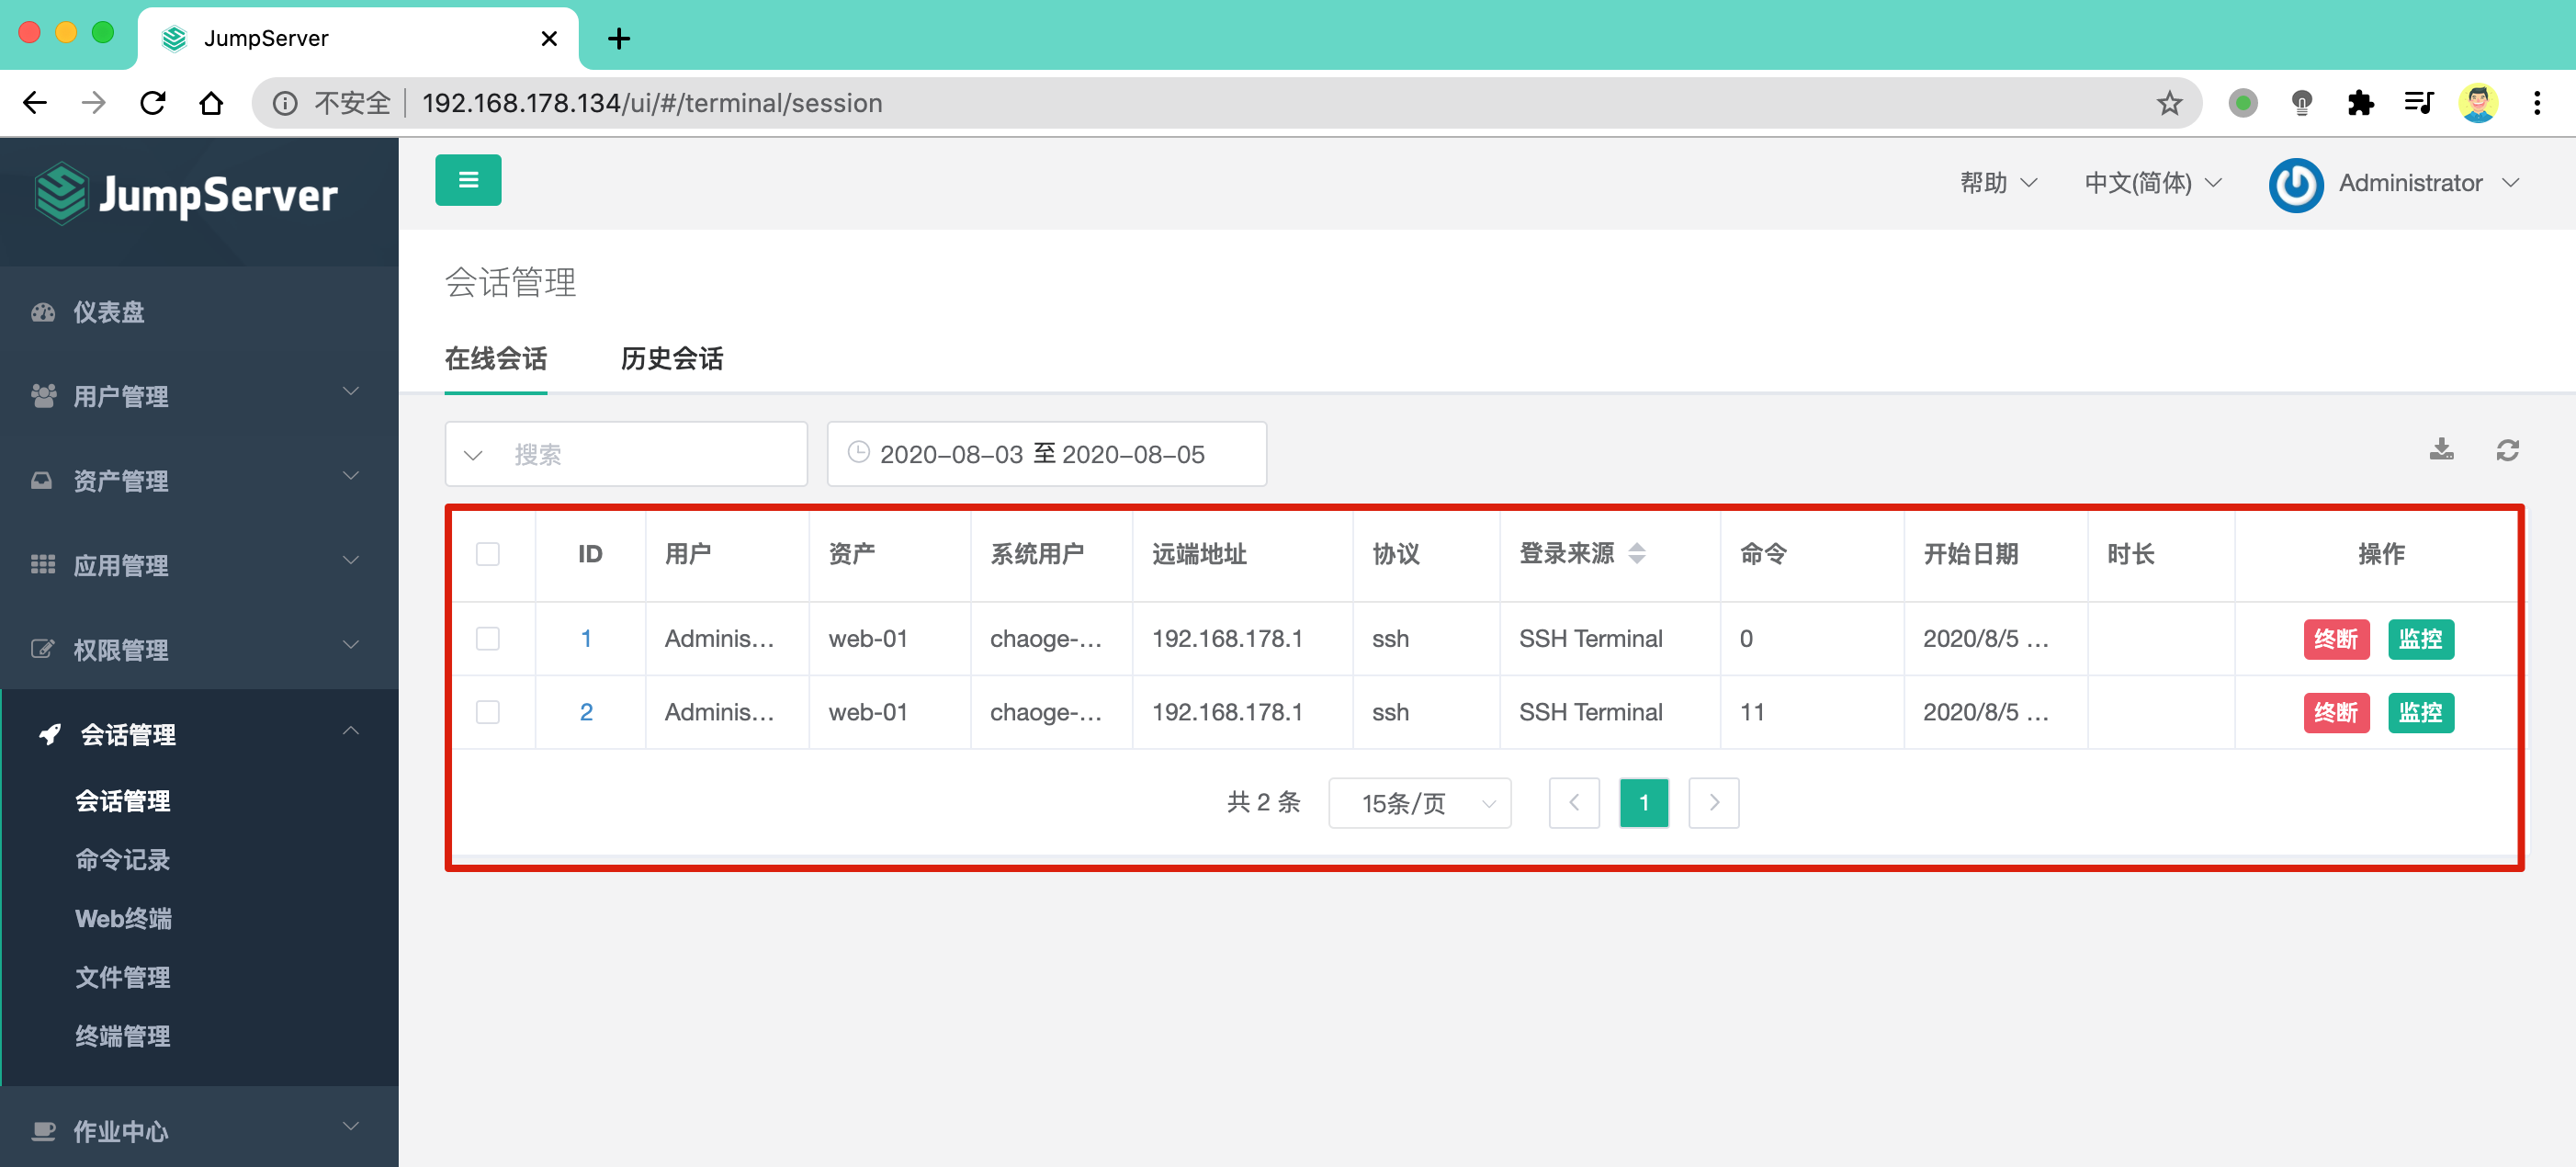 JumpServer
不安全 192.168.178.134/ui/#/terminal/session
JumpServer
帮助 中文(简体) Administrator
仪表盘
用户管理
资产管理
应用管理
权限管理
会话管理
会话管理
命令记录
Web终端
文件管理
终端管理
作业中心
会话管理
在线会话 历史会话
搜索 2020-08-03 至 2020-08-05
ID 用户 资产 系统用户 远端地址 协议 登录来源 命令 开始日期 时长 操作
1 Adminis... web-01 chaoge-... 192.168.178.1 ssh SSH Terminal 0 2020/8/5 ... 终断 监控
2 Adminis... web-01 chaoge-... 192.168.178.1 ssh SSH Terminal 11 2020/8/5 ... 终断 监控
共 2 条 15条/页 1